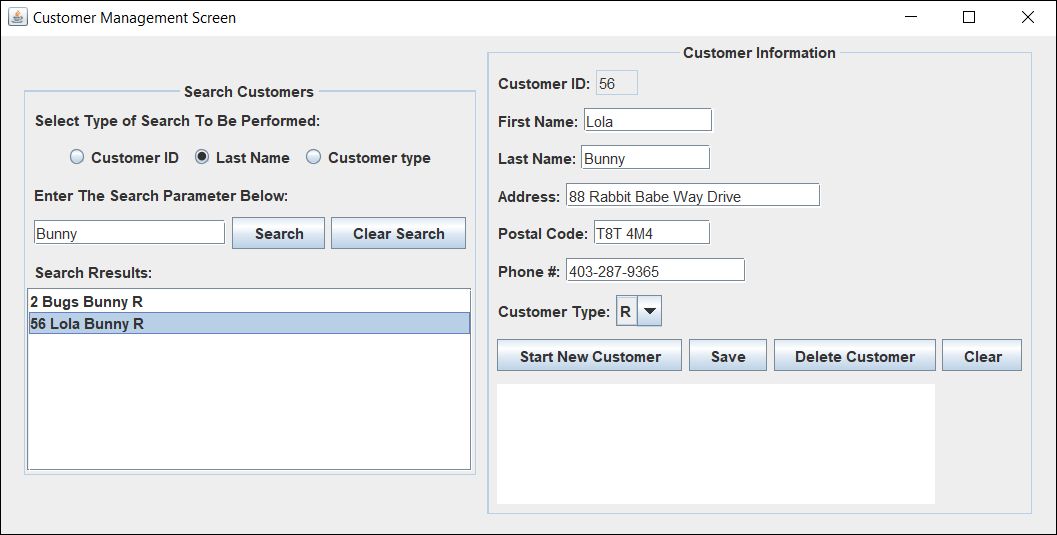 Customer Management Screen
Search Customers
Select Type of Search To Be Performed:
Customer ID Last Name Customer type
Enter The Search Parameter Below:
Bunny Search Clear Search
Search Rresults:
2 Bugs Bunny R
56 Lola Bunny R
Customer Information
Customer ID: 56
First Name: Lola
Last Name: Bunny
Address: 88 Rabbit Babe Way Drive
Postal Code: T8T 4M4
Phone #: 403-287-9365
Customer Type: R
Start New Customer Save Delete Customer Clear